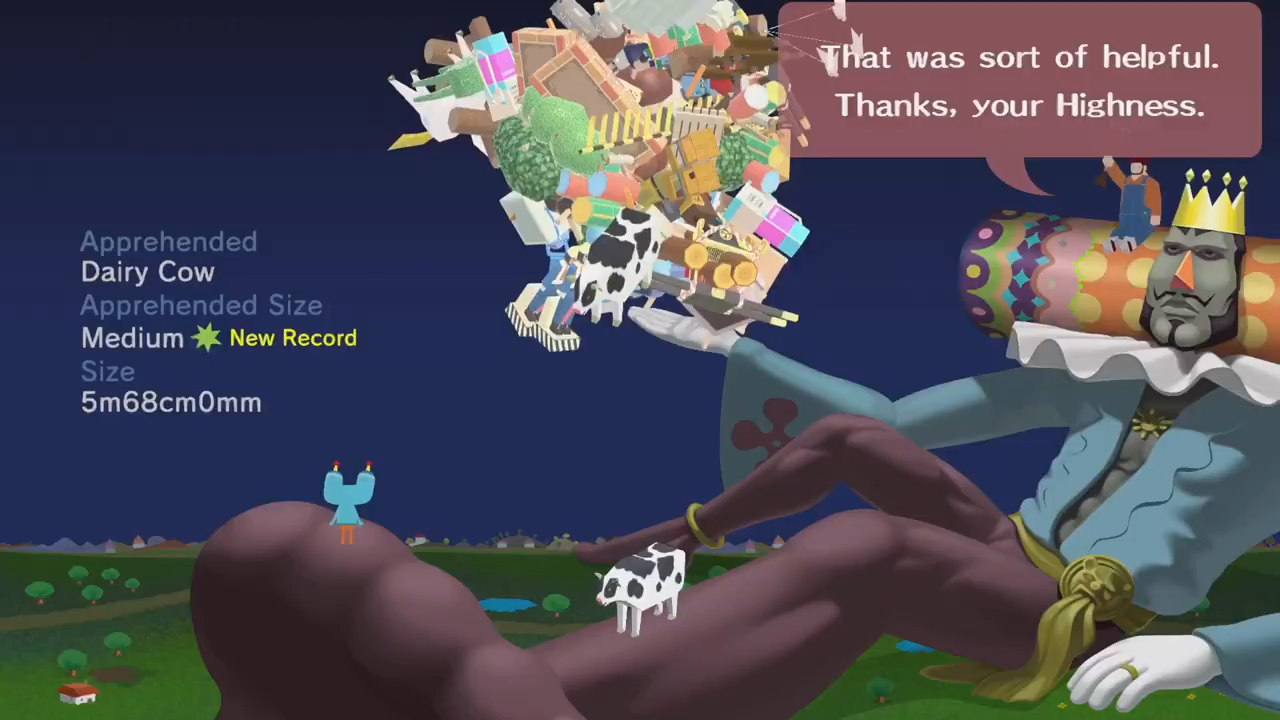 That was sort of helpful.
Thanks, your Highness.
Apprehended
Dairy Cow
Apprehended Size
Medium New Record
Size
5m68cm0mm